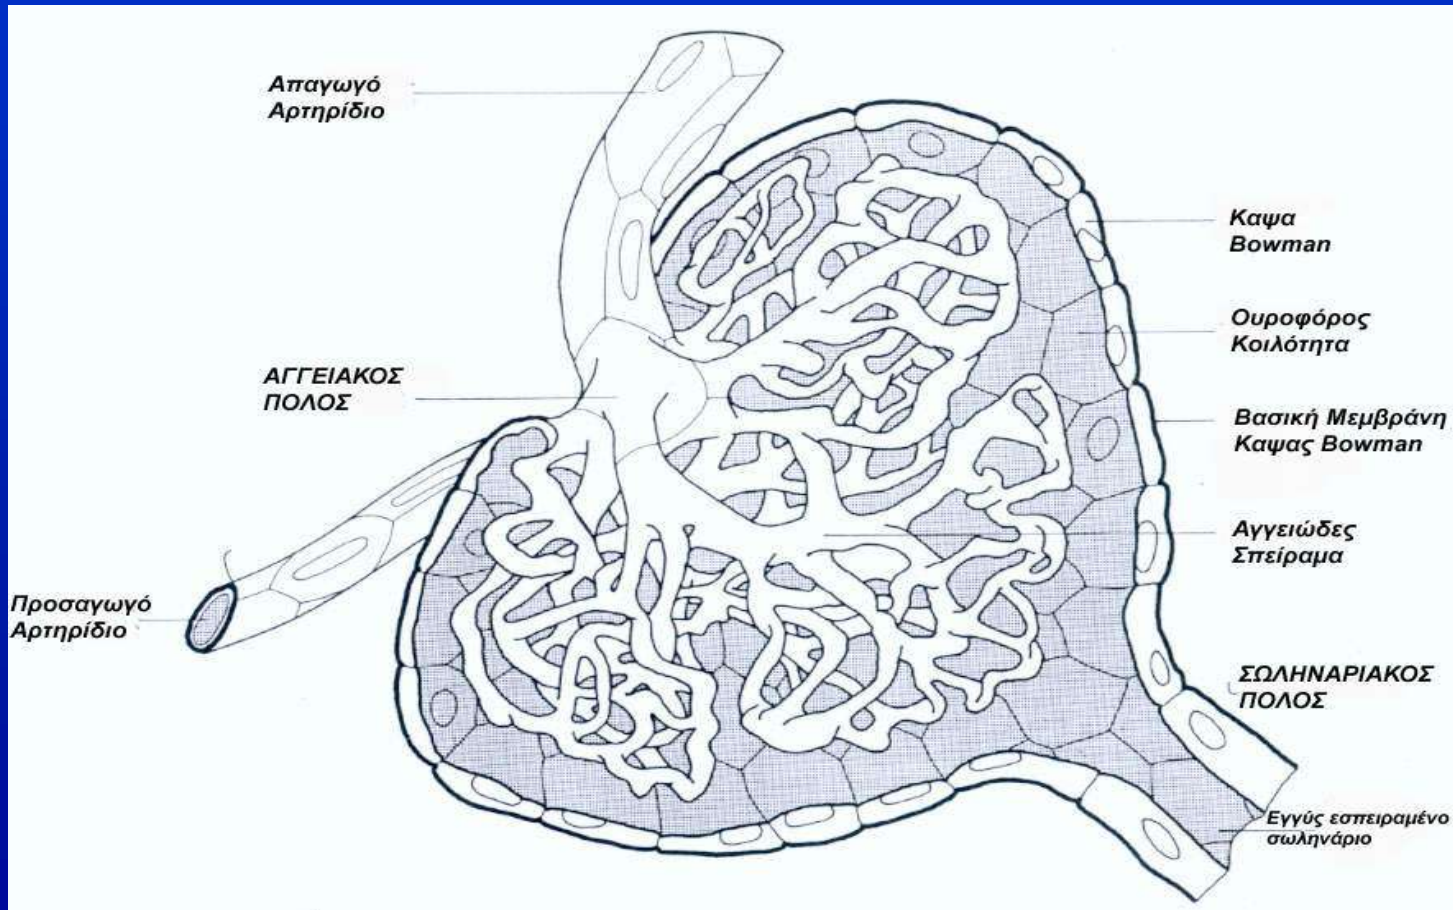 Απαγωγό
Αρτηρίδιο
ΑΓΓΕΙΑΚΟΣ
ΠΟΛΟΣ
Προσαγωγό
Αρτηρίδιο
Καψα
Bowman
Ουροφόρος
Κοιλότητα
Βασική Μεμβράνη
Καψας Bowman
Αγγειώδες
Σπείραμα
ΣΩΛΗΝΑΡΙΑΚΟΣ
ΠΟΛΟΣ
Εγγύς εσπειραμένο
σωληνάριο